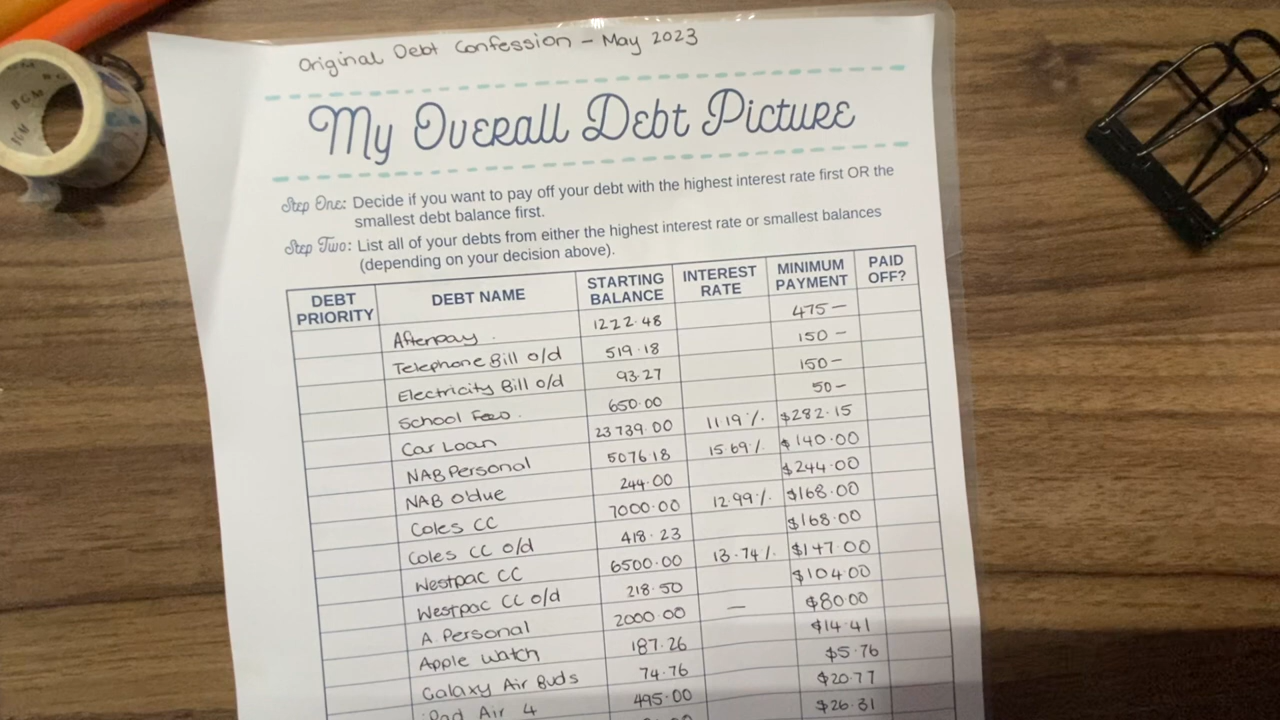 Original Debt Confession - May 2023
My Overall Debt Picture
Step One: Decide if you want to pay off your debt with the highest interest rate first OR the
smallest debt balance first.
Step Two: List all of your debts from either the highest interest rate or smallest balances
(depending on your decision above).
DEBT PRIORITY DEBT NAME STARTING BALANCE INTEREST RATE MINIMUM PAYMENT PAID OFF?
Afterpay 1222.48 475-
Telephone Bill o/d 519.18 150-
Electricity Bill o/d 93.27 150-
School Fees 650.00 50-
Car Loan 23739.00 11.19% $282.15
NAB Personal 5076.18 15.69% $140.00
NAB O'due 244.00 $244.00
Coles CC 7000.00 12.99% $168.00
Coles CC o/d 418.23 $168.00
Westpac CC 6500.00 13.74% $147.00
Westpac CC o/d 218.50 $104.00
A. Personal 2000.00 — $80.00
Apple Watch 187.26 $14.41
Galaxy Air Buds 74.76 $5.76
iPad Air 4 495.00 $20.77
$26.31
BGM